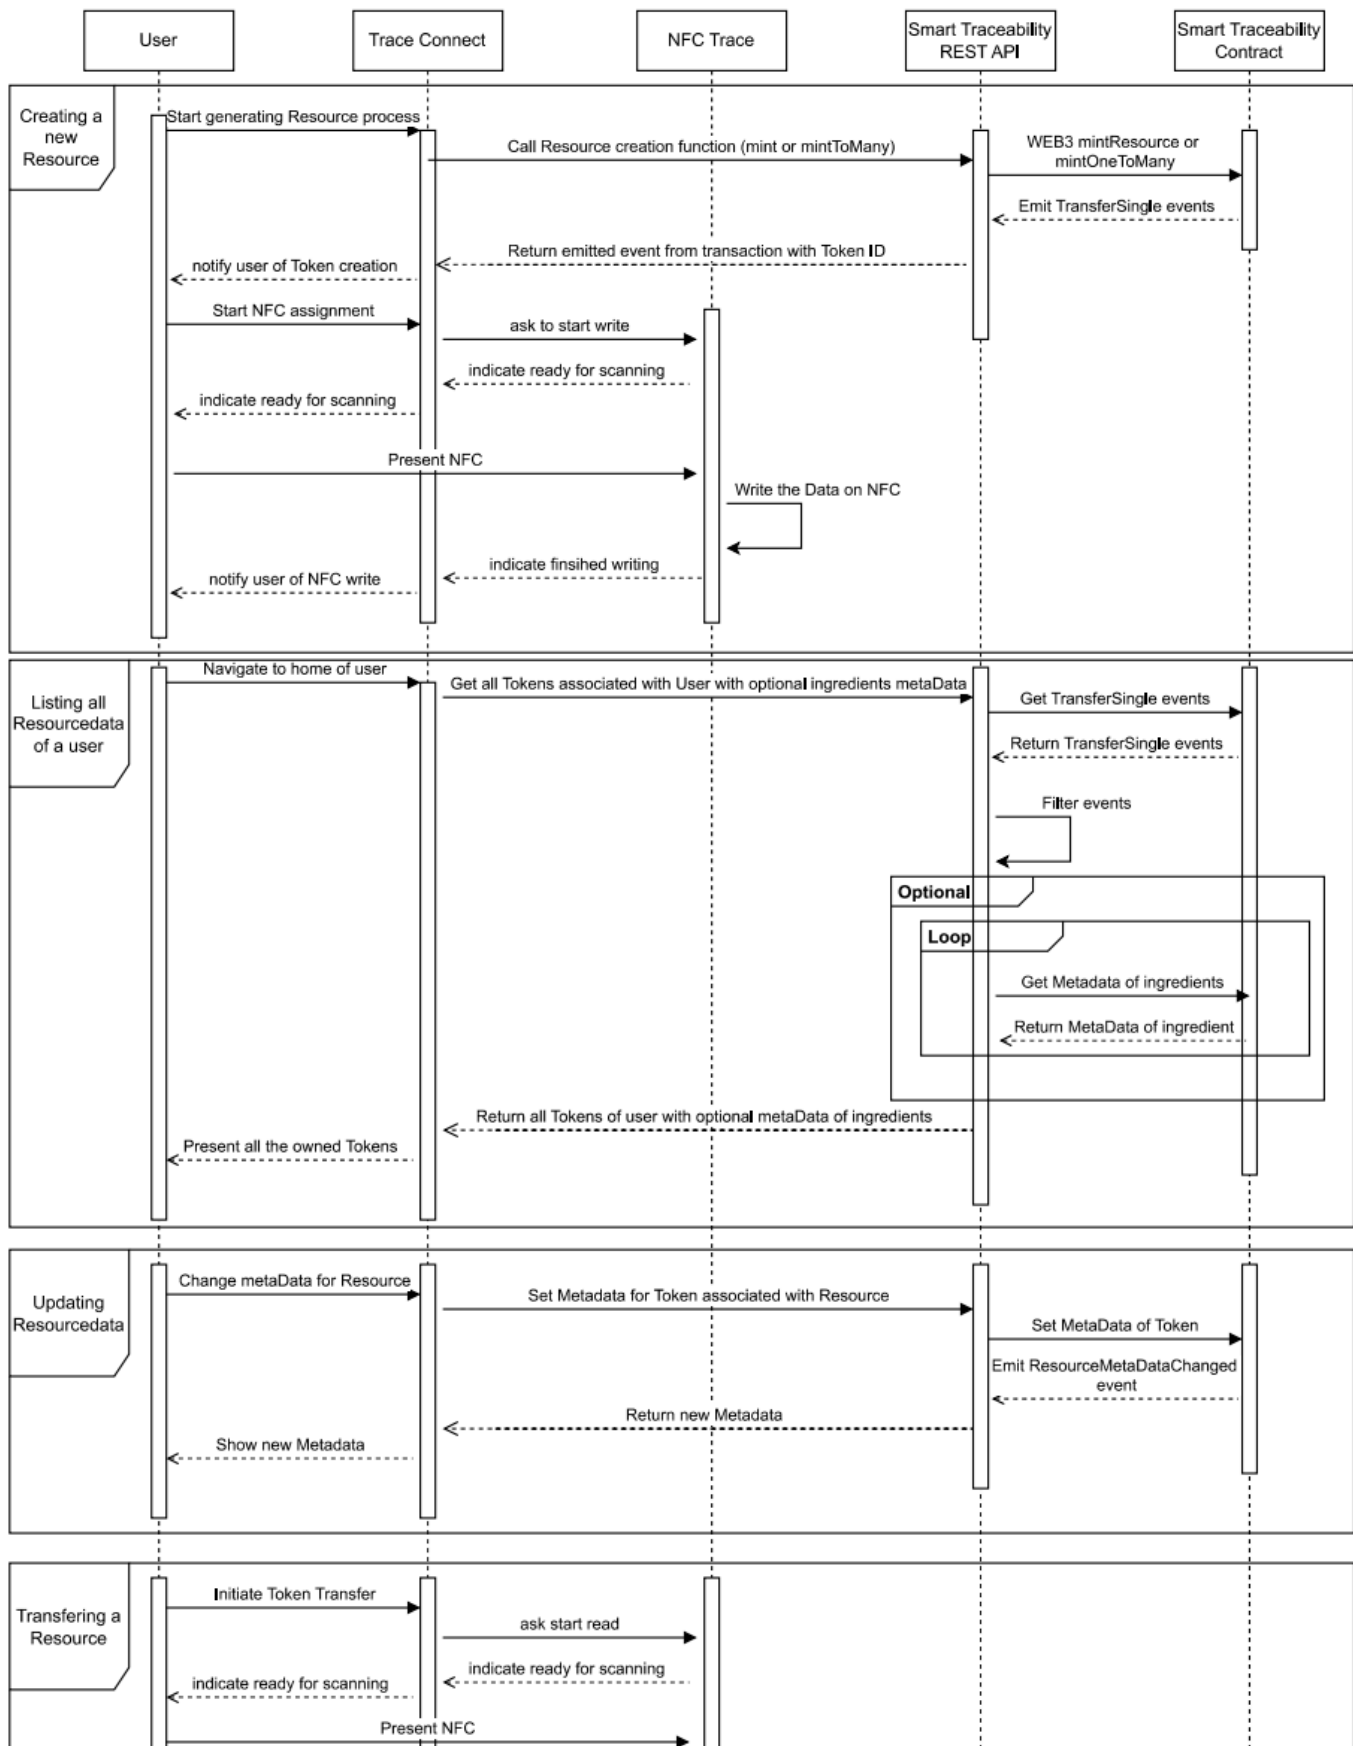 User
Trace Connect
NFC Trace
Smart Traceability
REST API
Smart Traceability
Contract
Creating a
new
Resource
Start generating Resource process
Call Resource creation function (mint or mintToMany)
WEB3 mintResource or
mintOneToMany
Emit TransferSingle events
Return emitted event from transaction with Token ID
notify user of Token creation
Start NFC assignment
ask to start write
indicate ready for scanning
indicate ready for scanning
Present NFC
Write the Data on NFC
indicate finsihed writing
notify user of NFC write
Listing all
Resourcedata
of a user
Navigate to home of user
Get all Tokens associated with User with optional ingredients metaData
Get TransferSingle events
Return TransferSingle events
Filter events
Optional
Loop
Get Metadata of ingredients
Return MetaData of ingredient
Return all Tokens of user with optional metaData of ingredients
Present all the owned Tokens
Updating
Resourcedata
Change metaData for Resource
Set Metadata for Token associated with Resource
Set MetaData of Token
Emit ResourceMetaDataChanged
event
Return new Metadata
Show new Metadata
Transfering a
Resource
Initiate Token Transfer
ask start read
indicate ready for scanning
indicate ready for scanning
Present NFC